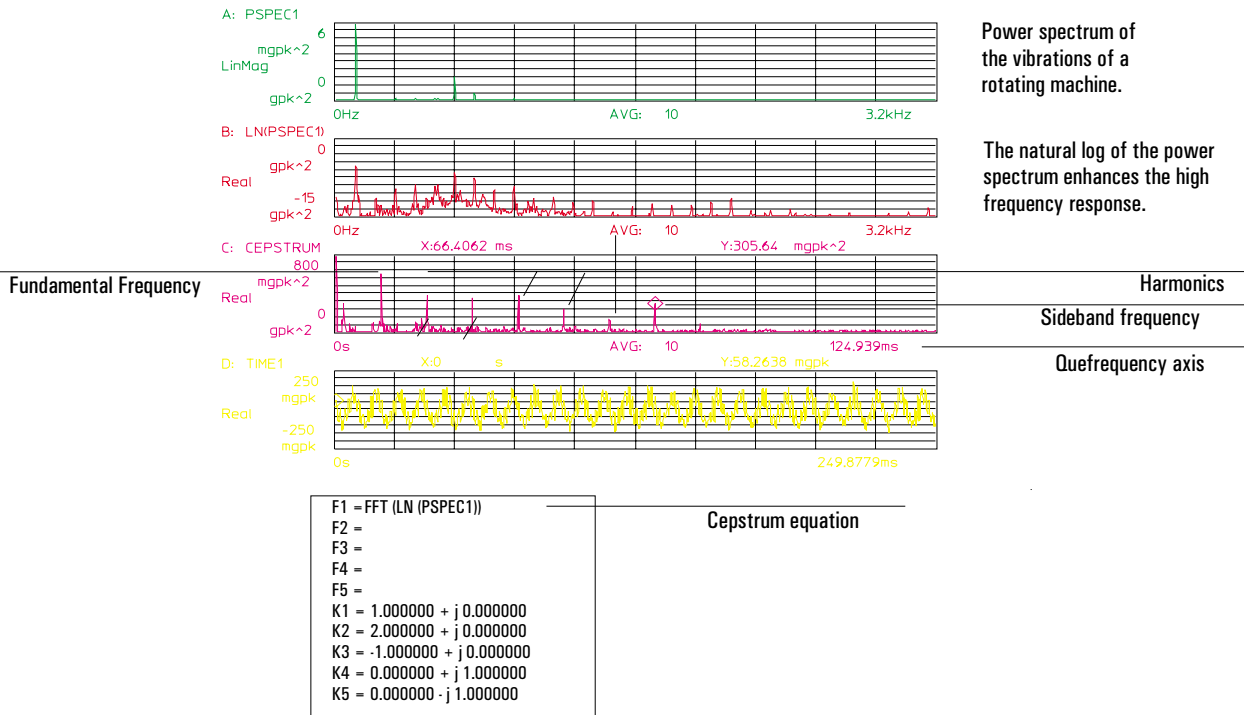 A: PSPEC1
6
mgpk^2
LinMag
0
gpk^2
0Hz
AVG: 10
3.2kHz
Power spectrum of
the vibrations of a
rotating machine.
B: LN(PSPEC1)
0
gpk^2
Real
-15
gpk^2
0Hz
AVG: 10
3.2kHz
The natural log of the power
spectrum enhances the high
frequency response.
C: CEPSTRUM
X:66.4062 ms
Y:305.64 mgpk^2
800
mgpk^2
Real
0
gpk^2
0s
AVG: 10
124.939ms
Fundamental Frequency
Harmonics
Sideband frequency
Quefrequency axis
D: TIME1
X:0 s
Y:58.2638 mgpk
250
mgpk
Real
-250
mgpk
0s
249.8779ms
F1 =FFT (LN (PSPEC1))
F2 =
F3 =
F4 =
F5 =
K1 = 1.000000 + j 0.000000
K2 = 2.000000 + j 0.000000
K3 = -1.000000 + j 0.000000
K4 = 0.000000 + j 1.000000
K5 = 0.000000 - j 1.000000
Cepstrum equation